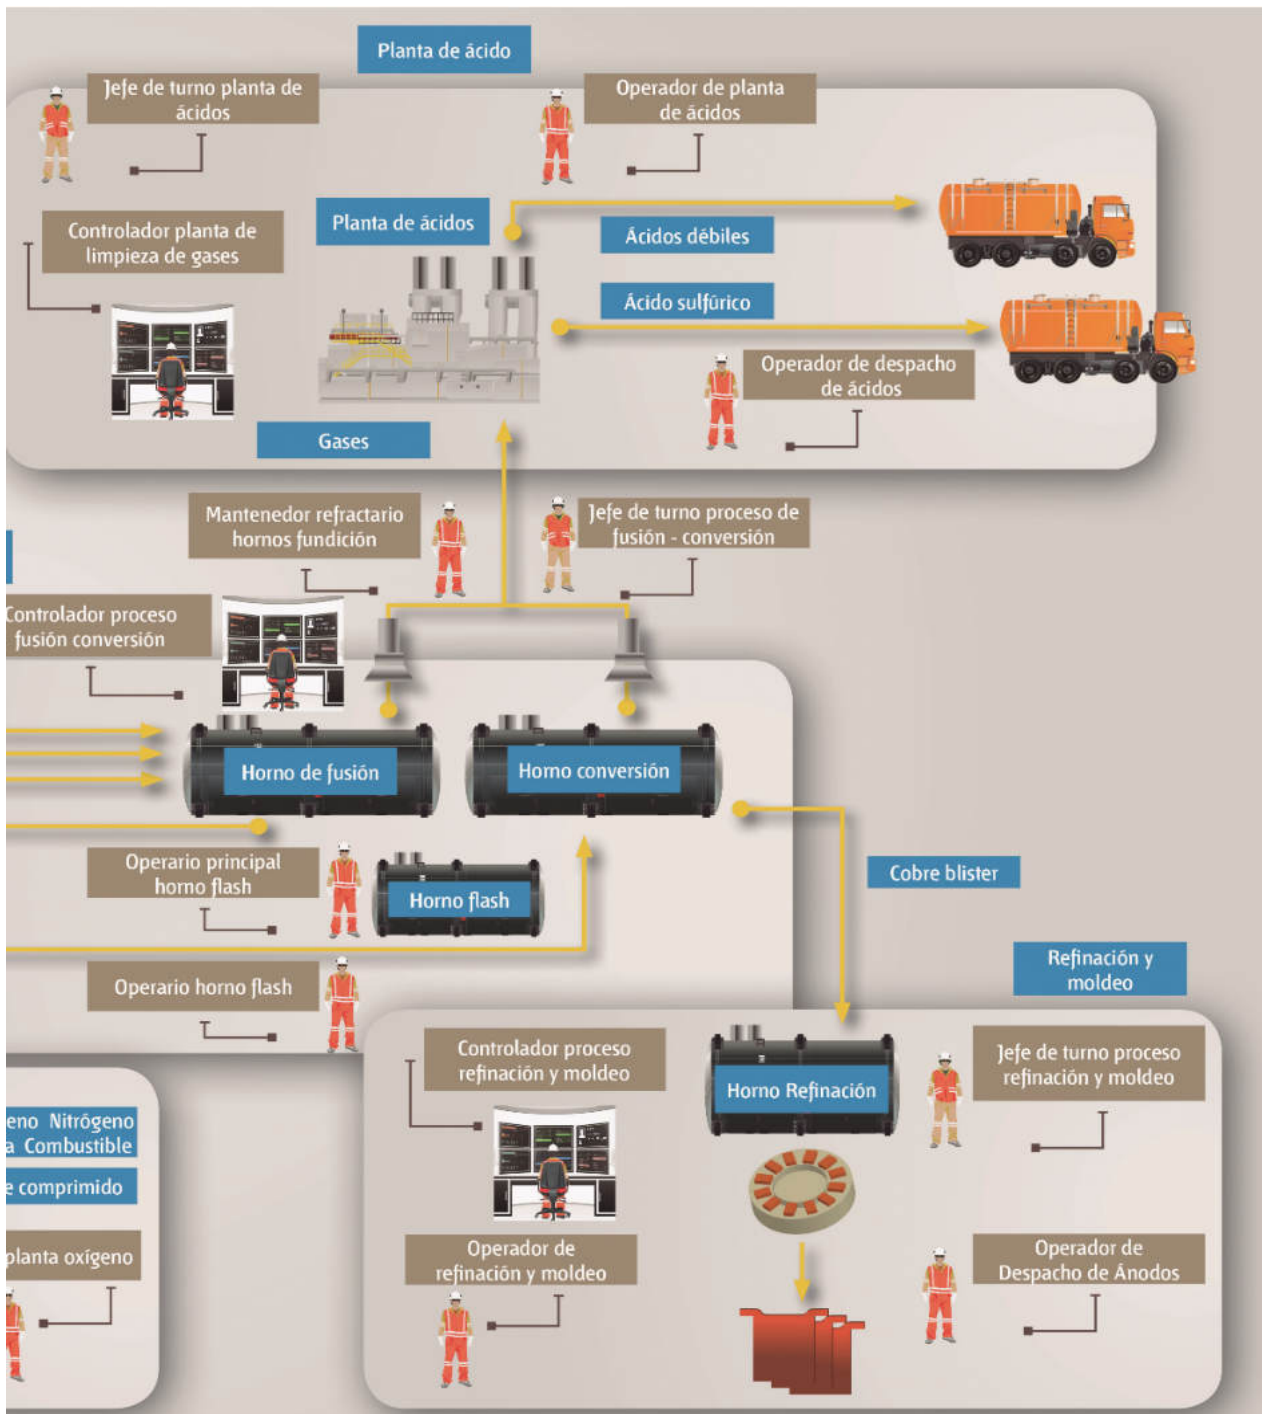 Planta de ácido
Jefe de turno planta de
ácidos
Operador de planta
de ácidos
Controlador planta de
limpieza de gases
Planta de ácidos
Ácidos débiles
Ácido sulfúrico
Operador de despacho
de ácidos
Gases
Mantenedor refractario
hornos fundición
Jefe de turno proceso de
fusión - conversión
Controlador proceso
fusión conversión
Horno de fusión
Horno conversión
Operario principal
horno flash
Horno flash
Cobre blister
Operario horno flash
Refinación y
moldeo
Controlador proceso
refinación y moldeo
Horno Refinación
Jefe de turno proceso
refinación y moldeo
eno Nitrógeno
a Combustible
e comprimido
planta oxígeno
Operador de
refinación y moldeo
Operador de
Despacho de Ánodos